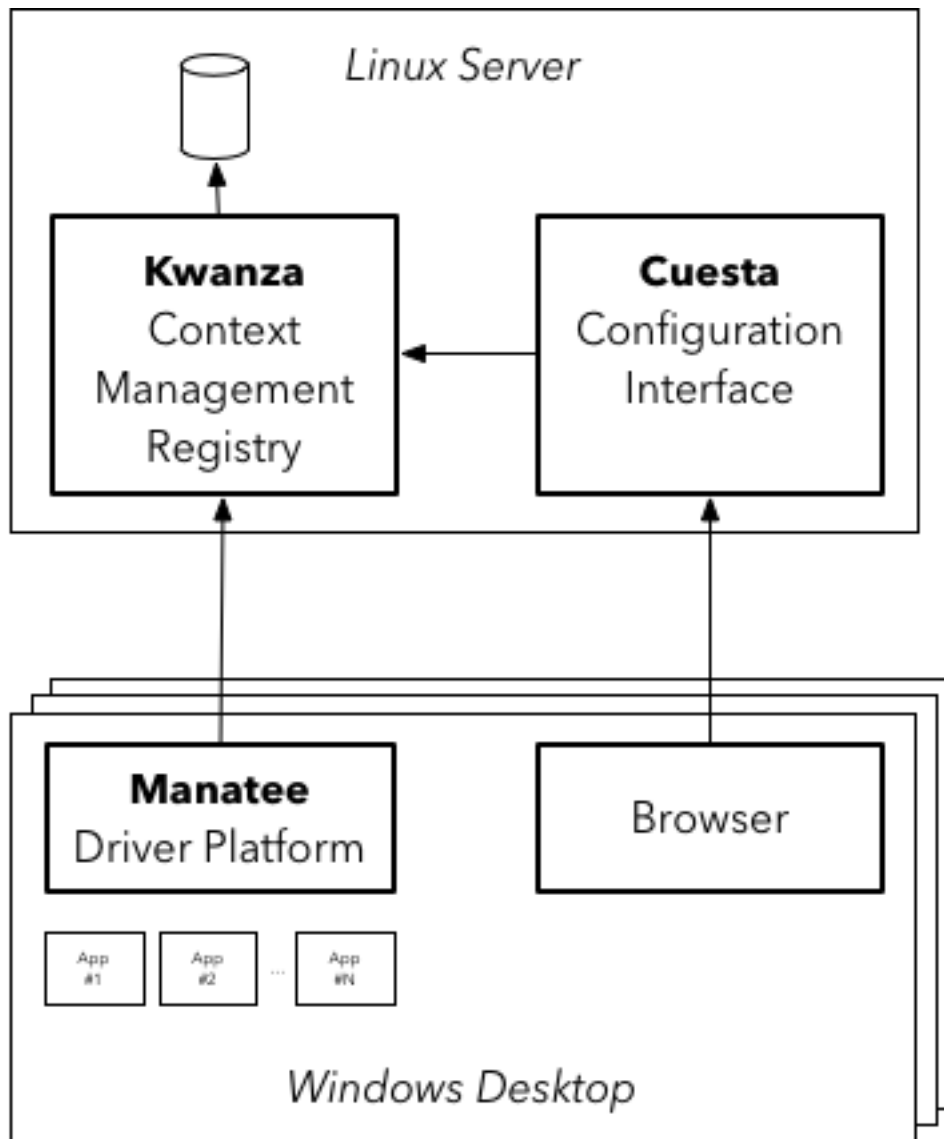 Linux Server
Kwanza
Context
Management
Registry
Cuesta
Configuration
Interface
Manatee
Driver Platform
Browser
App
#1
App
#2
...
App
#N
Windows Desktop